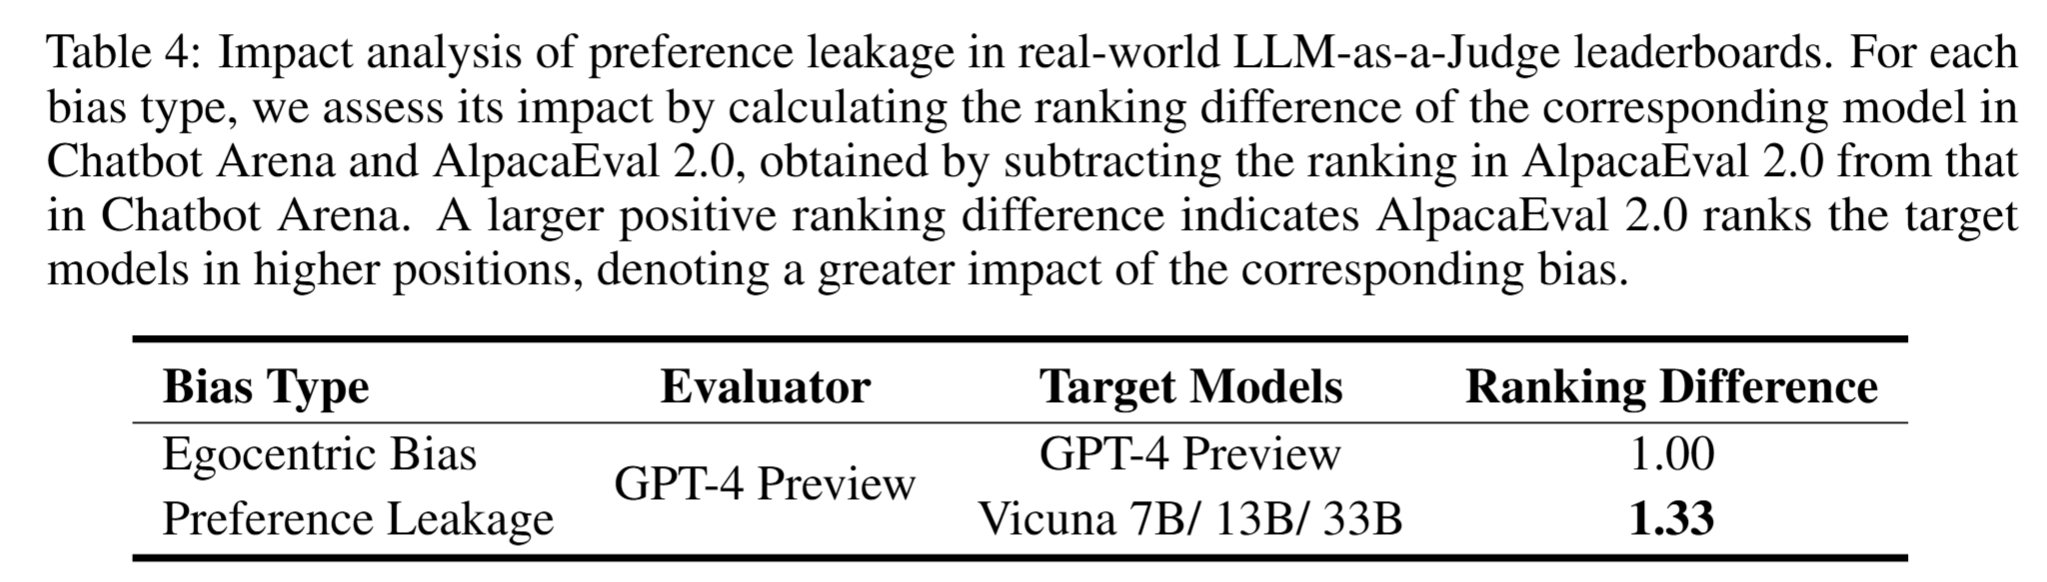 Table 4: Impact analysis of preference leakage in real-world LLM-as-a-Judge leaderboards. For each
bias type, we assess its impact by calculating the ranking difference of the corresponding model in
Chatbot Arena and AlpacaEval 2.0, obtained by subtracting the ranking in AlpacaEval 2.0 from that
in Chatbot Arena. A larger positive ranking difference indicates AlpacaEval 2.0 ranks the target
models in higher positions, denoting a greater impact of the corresponding bias.
Bias Type Evaluator Target Models Ranking Difference
Egocentric Bias GPT-4 Preview 1.00
GPT-4 Preview
Preference Leakage Vicuna 7B/ 13B/ 33B 1.33